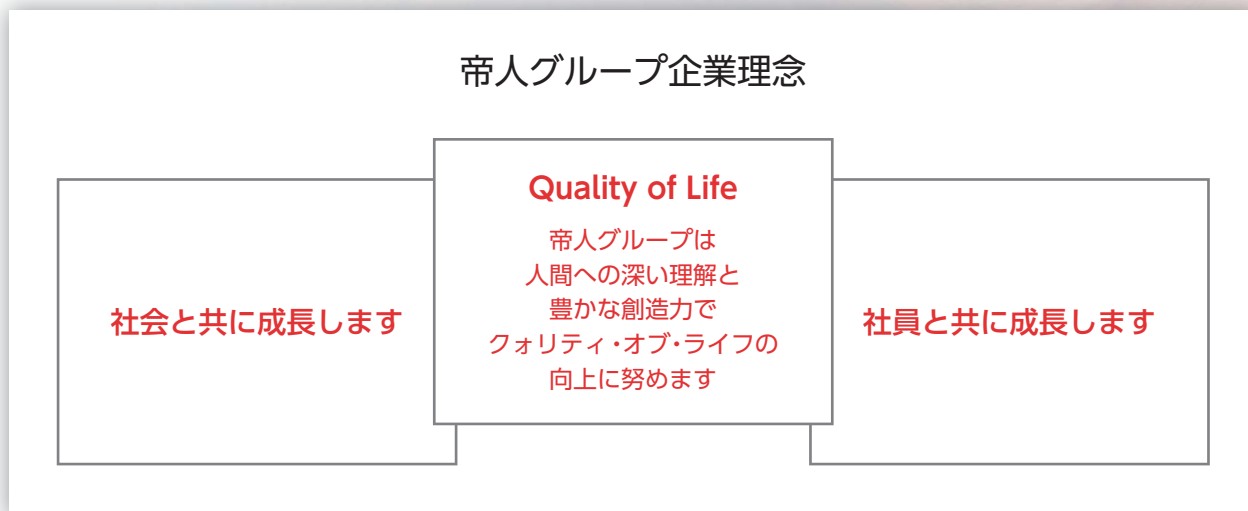 帝人グループ企業理念
社会と共に成長します
Quality of Life
帝人グループは
人間への深い理解と
豊かな創造力で
クォリティ・オブ・ライフの
向上に努めます
社員と共に成長します